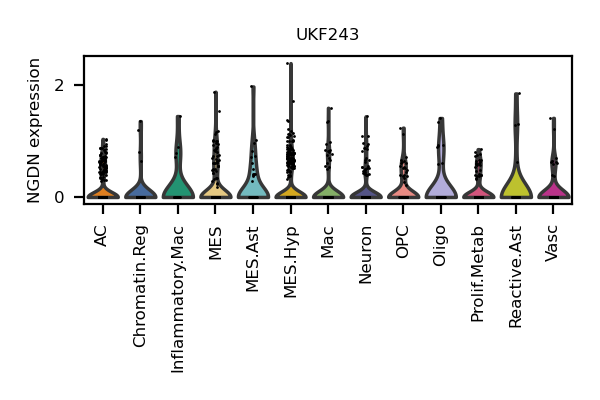 UKF243
NGDN expression
2
0
AC
Chromatin.Reg
Inflammatory.Mac
MES
MES.Ast
MES.Hyp
Mac
Neuron
OPC
Oligo
Prolif.Metab
Reactive.Ast
Vasc